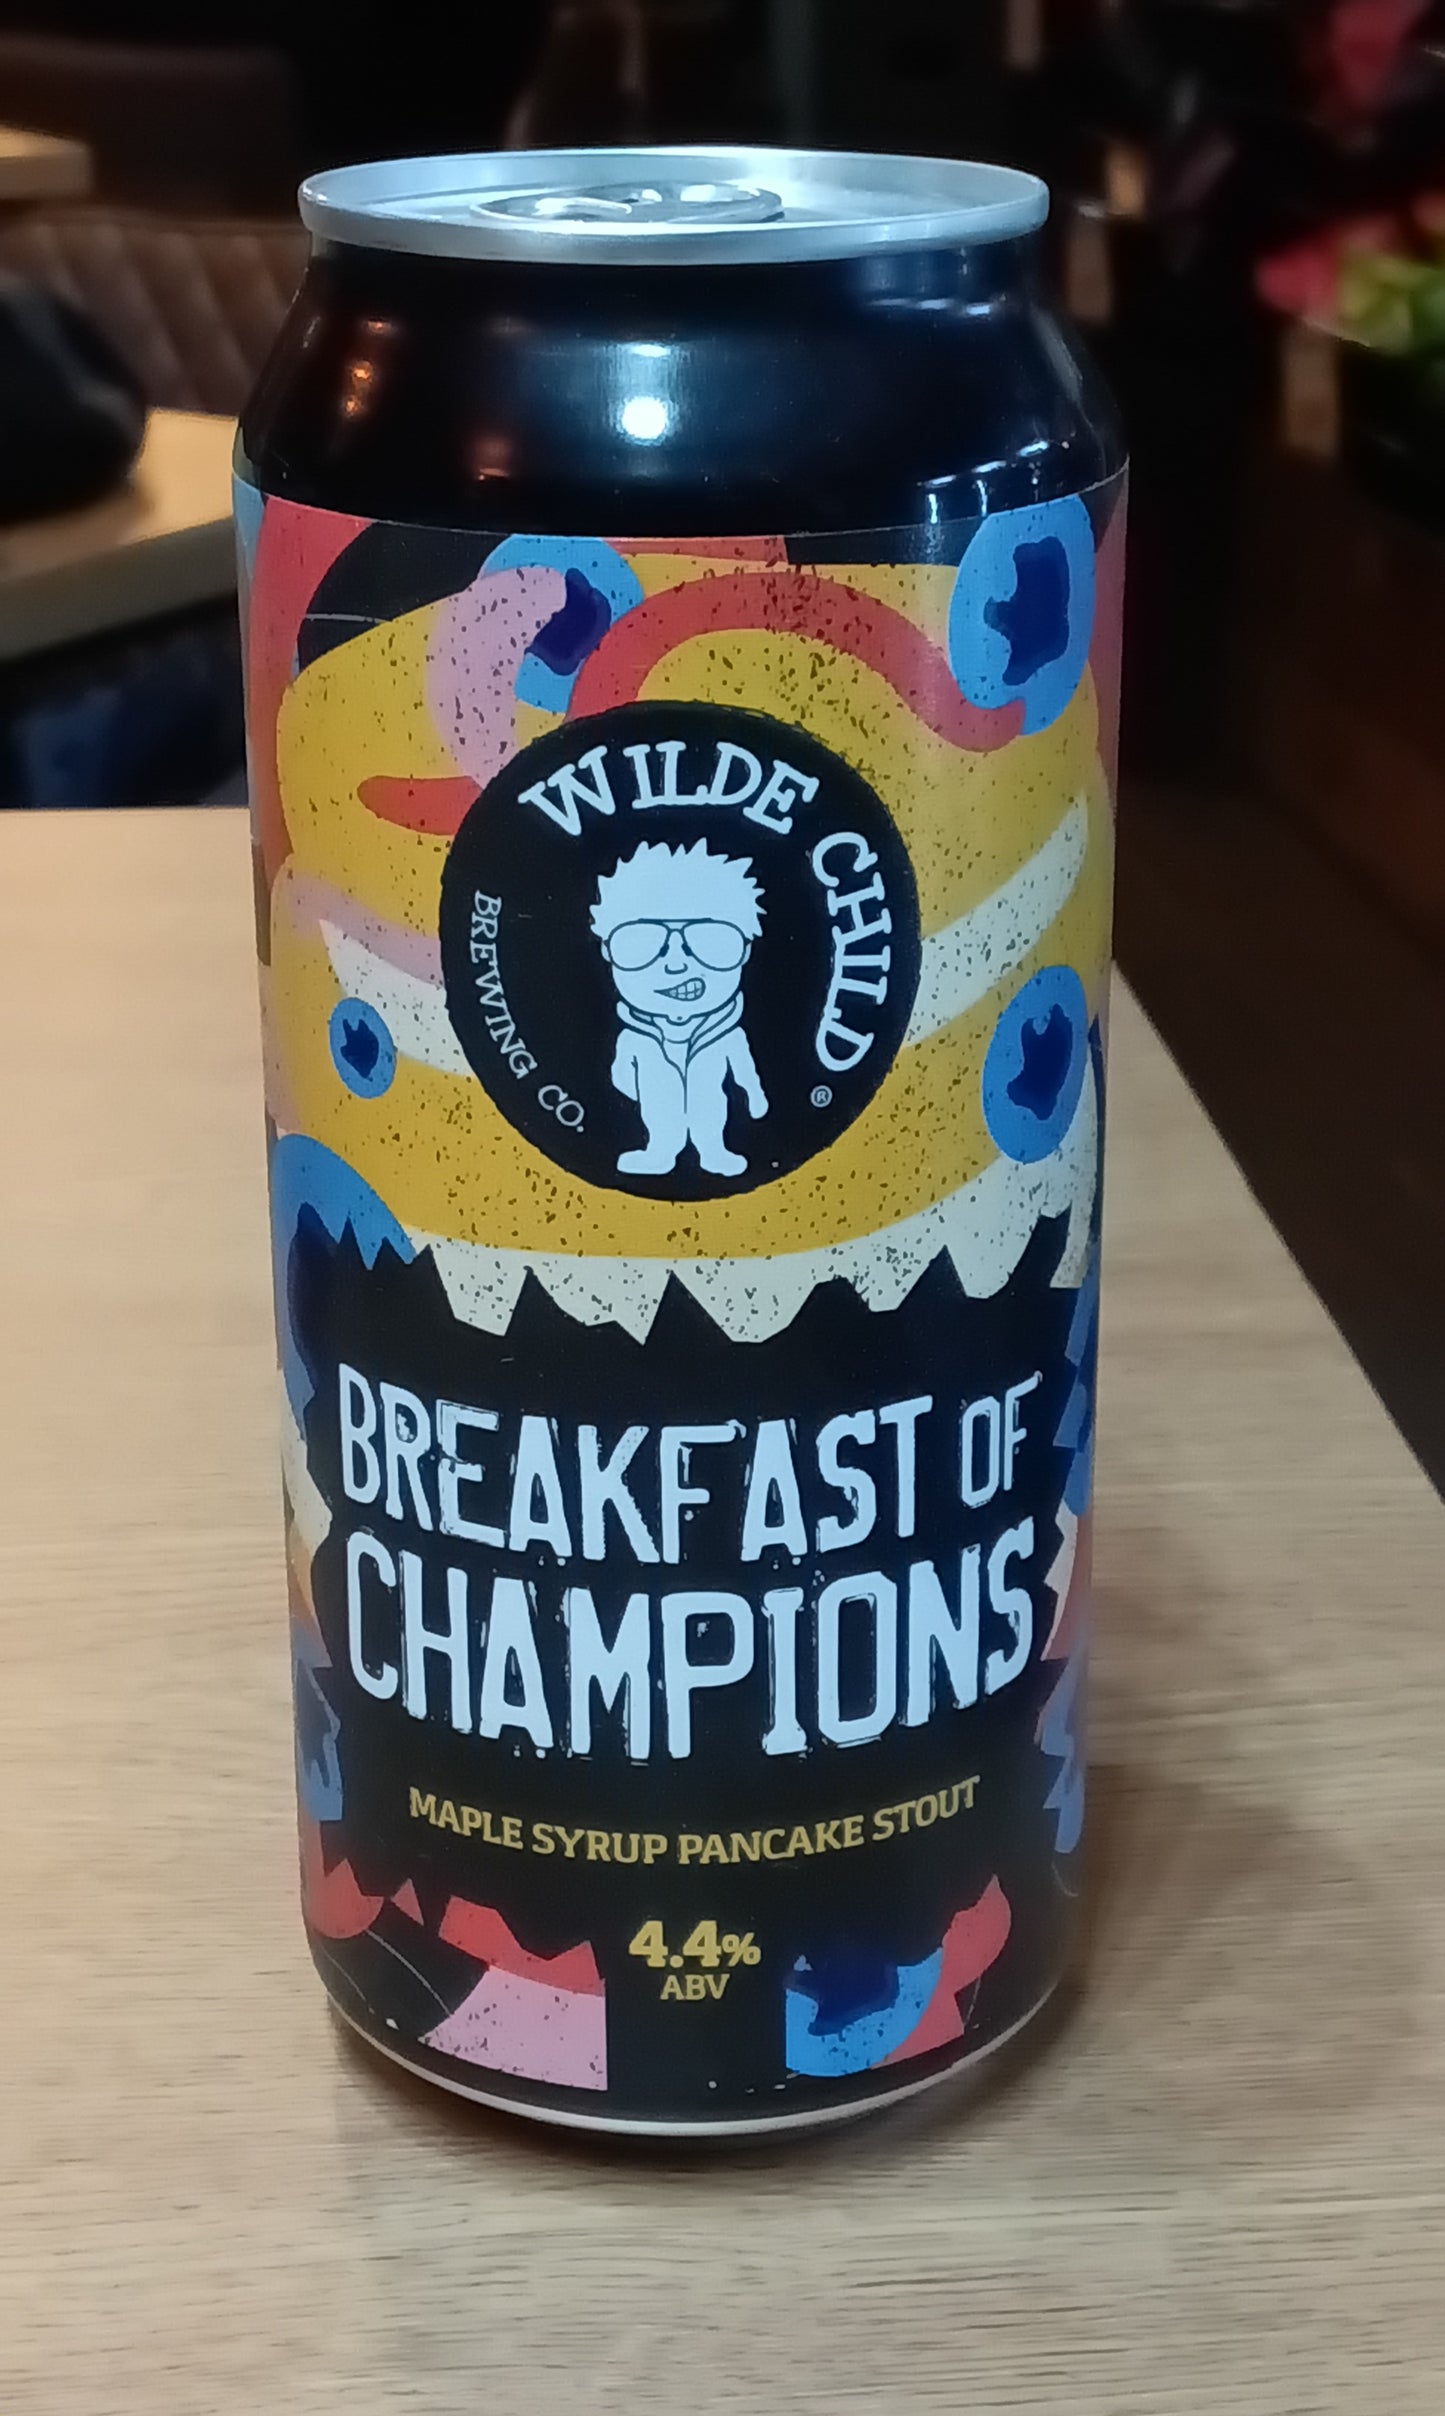 WILDE CHILD
BREWING CO.
®
BREAKFAST OF
CHAMPIONS
MAPLE SYRUP PANCAKE STOUT
4.4%
ABV